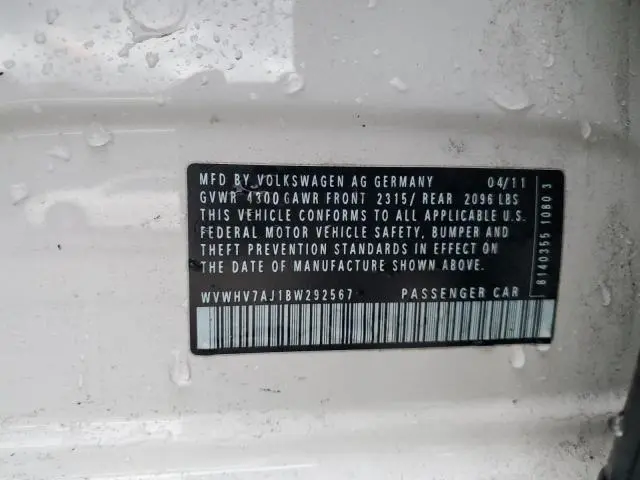 MFD BY VOLKSWAGEN AG GERMANY 04/11
GVWR 4300 GAWR FRONT 2315/ REAR 2096 LBS
THIS VEHICLE CONFORMS TO ALL APPLICABLE U.S.
FEDERAL MOTOR VEHICLE SAFETY, BUMPER AND
THEFT PREVENTION STANDARDS IN EFFECT ON
THE DATE OF MANUFACTURE SHOWN ABOVE.
WVWHV7AJ1BW292567 PASSENGER CAR
8140355 T080 3